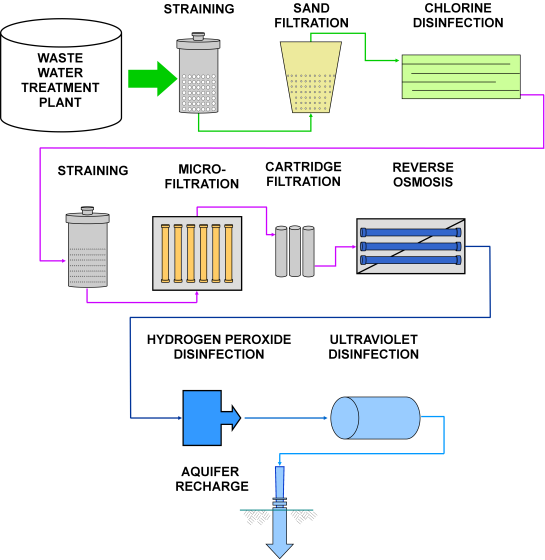 STRAINING
SAND
FILTRATION
CHLORINE
DISINFECTION
WASTE
WATER
TREATMENT
PLANT
STRAINING
MICRO-
FILTRATION
CARTRIDGE
FILTRATION
REVERSE
OSMOSIS
HYDROGEN PEROXIDE
DISINFECTION
ULTRAVIOLET
DISINFECTION
AQUIFER
RECHARGE